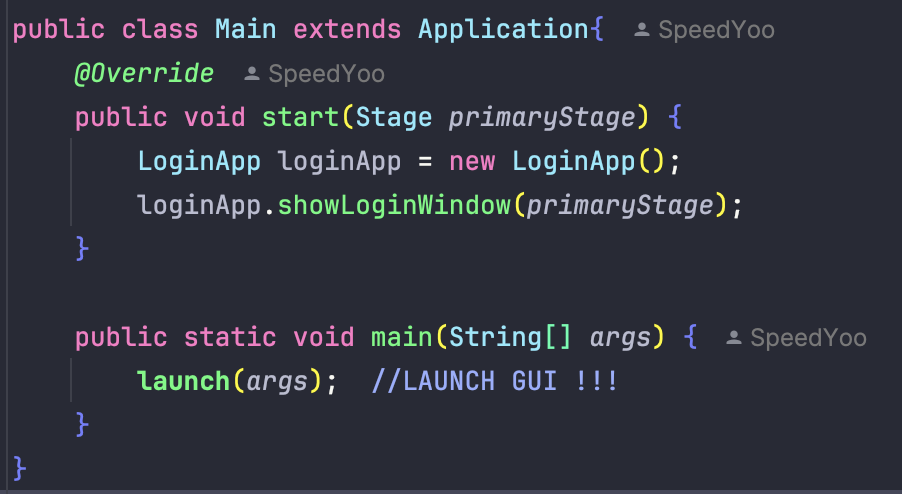 public class Main extends Application{ SpeedYoo
@Override SpeedYoo
public void start(Stage primaryStage) {
LoginApp loginApp = new LoginApp();
loginApp.showLoginWindow(primaryStage);
}
public static void main(String[] args) { SpeedYoo
launch(args); //LAUNCH GUI !!!
}
}